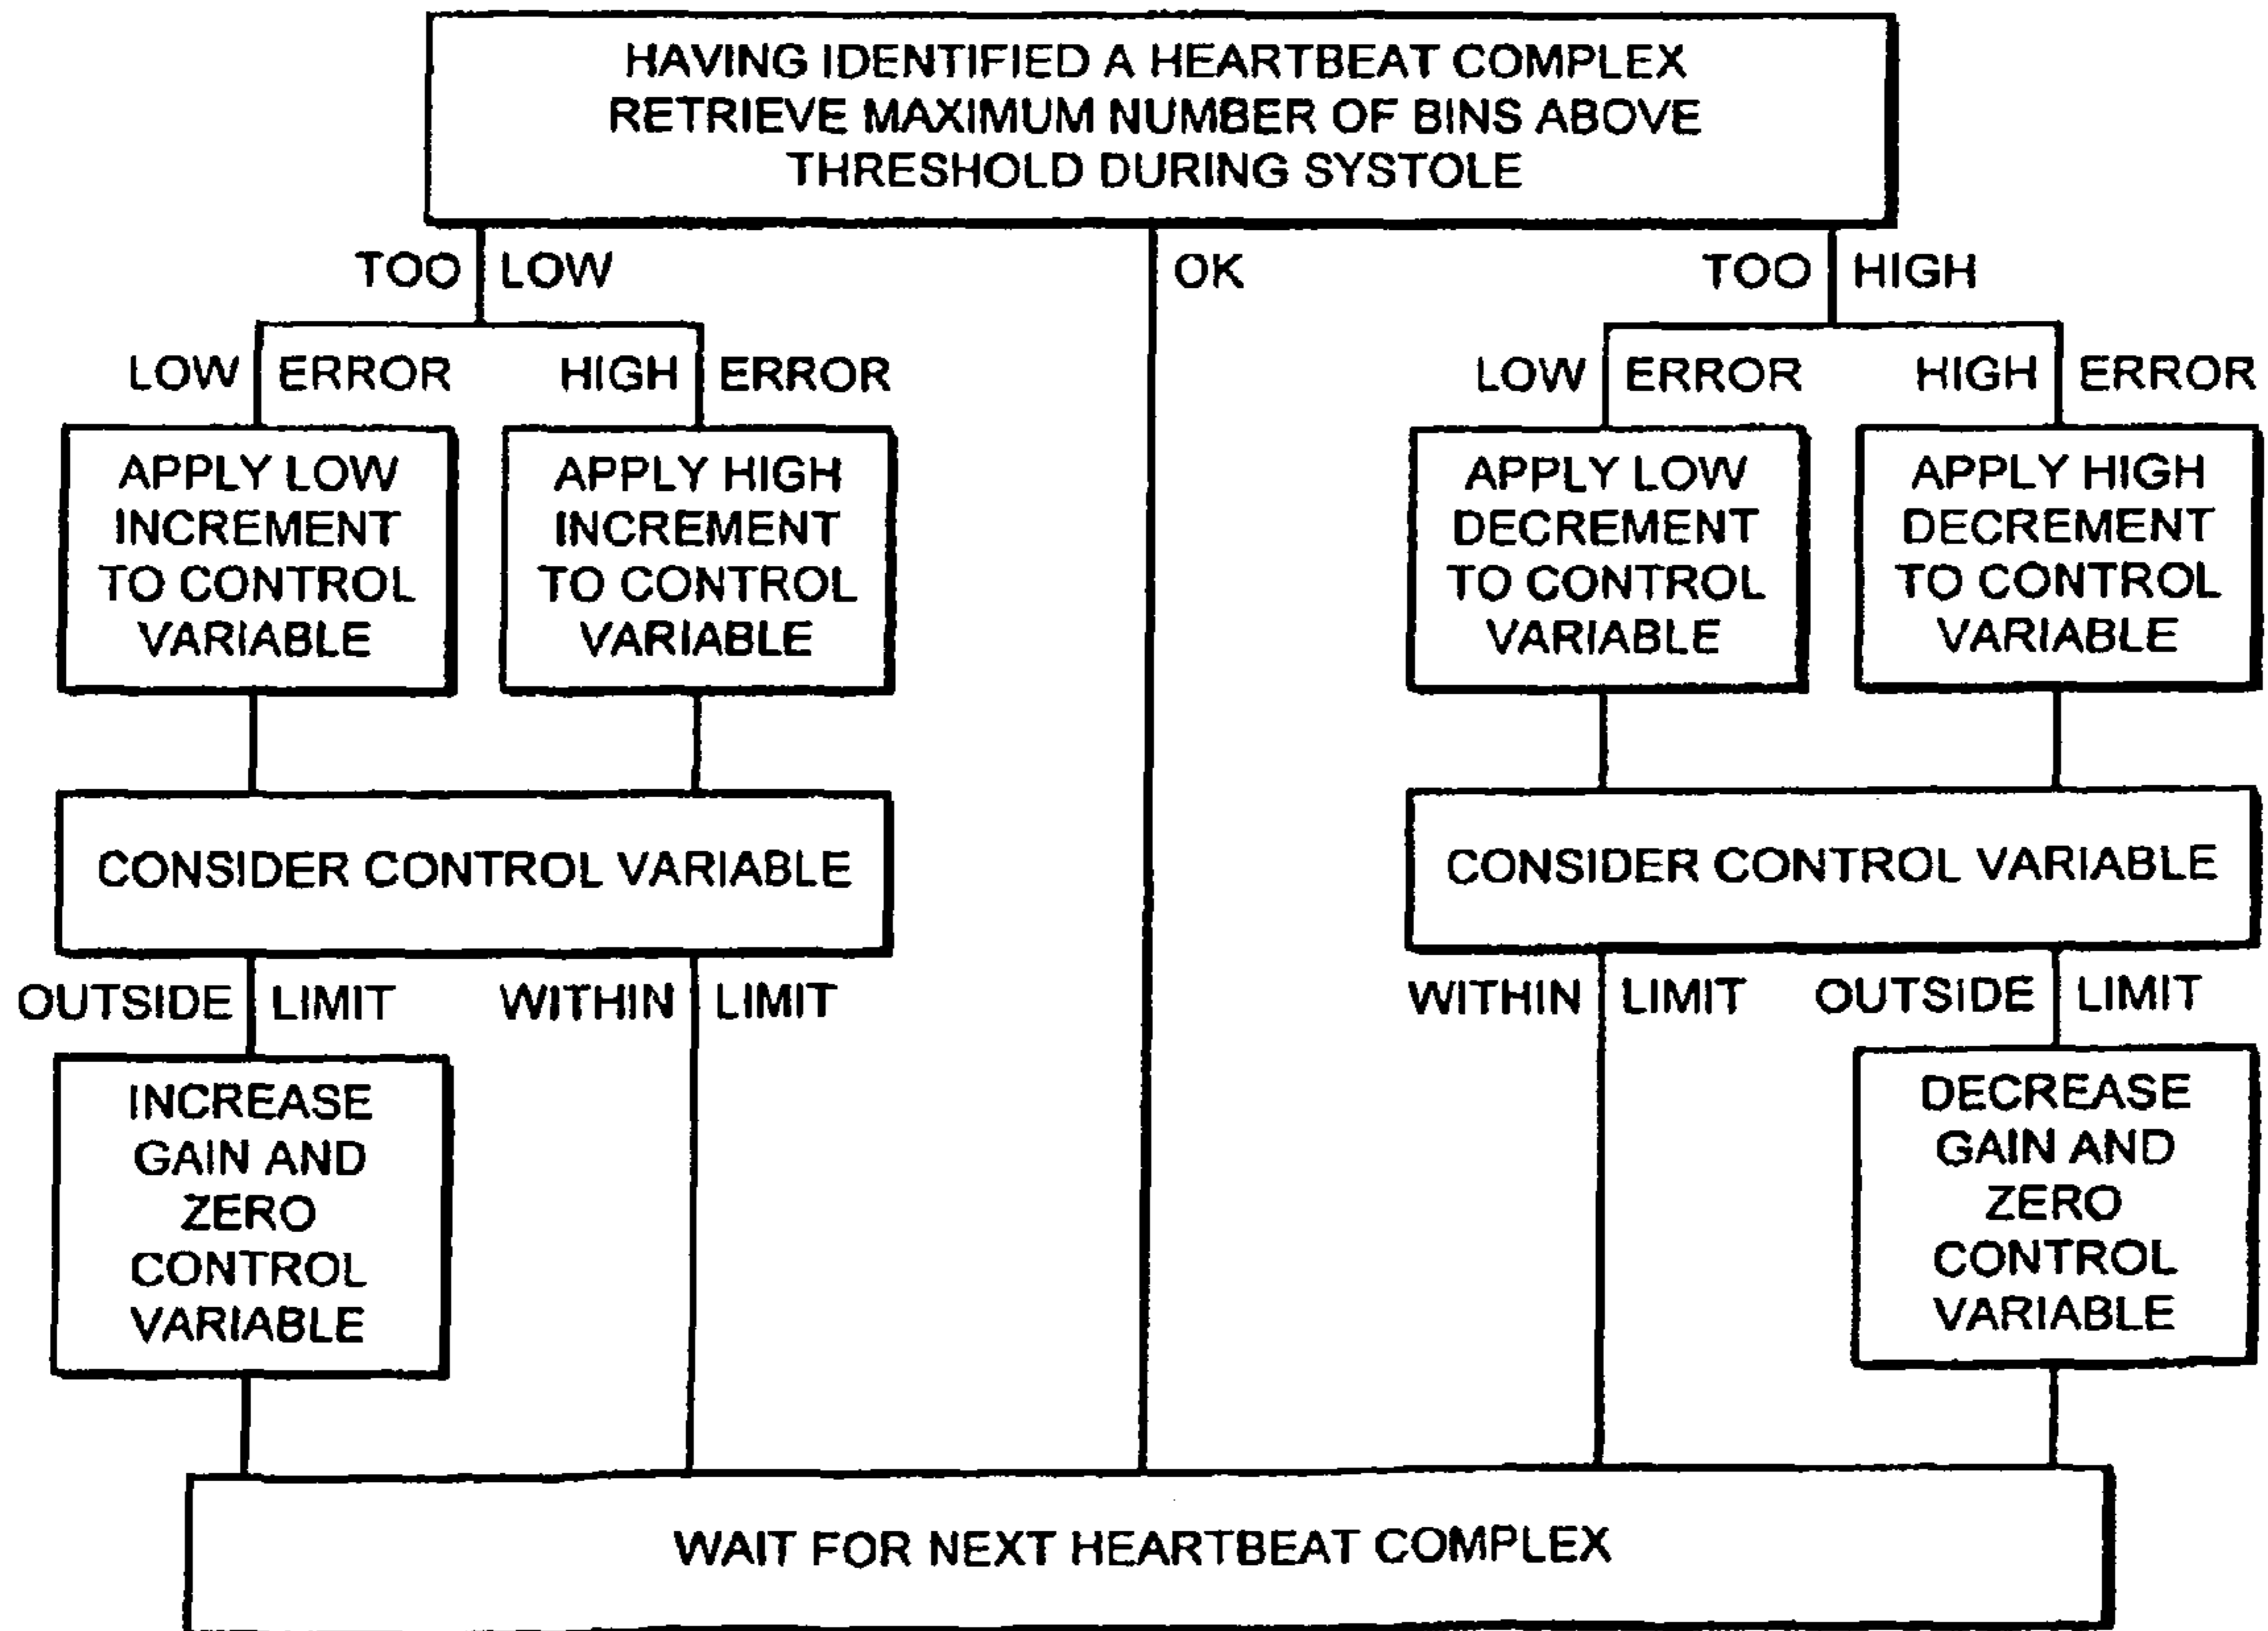 HAVING IDENTIFIED A HEARTBEAT COMPLEX
RETRIEVE MAXIMUM NUMBER OF BINS ABOVE
THRESHOLD DURING SYSTOLE
TOO LOW
OK
TOO HIGH
LOW ERROR
HIGH ERROR
LOW ERROR
HIGH ERROR
APPLY LOW
INCREMENT
TO CONTROL
VARIABLE
APPLY HIGH
INCREMENT
TO CONTROL
VARIABLE
APPLY LOW
DECREMENT
TO CONTROL
VARIABLE
APPLY HIGH
DECREMENT
TO CONTROL
VARIABLE
CONSIDER CONTROL VARIABLE
CONSIDER CONTROL VARIABLE
OUTSIDE LIMIT
WITHIN LIMIT
WITHIN LIMIT
OUTSIDE LIMIT
INCREASE
GAIN AND
ZERO
CONTROL
VARIABLE
DECREASE
GAIN AND
ZERO
CONTROL
VARIABLE
WAIT FOR NEXT HEARTBEAT COMPLEX